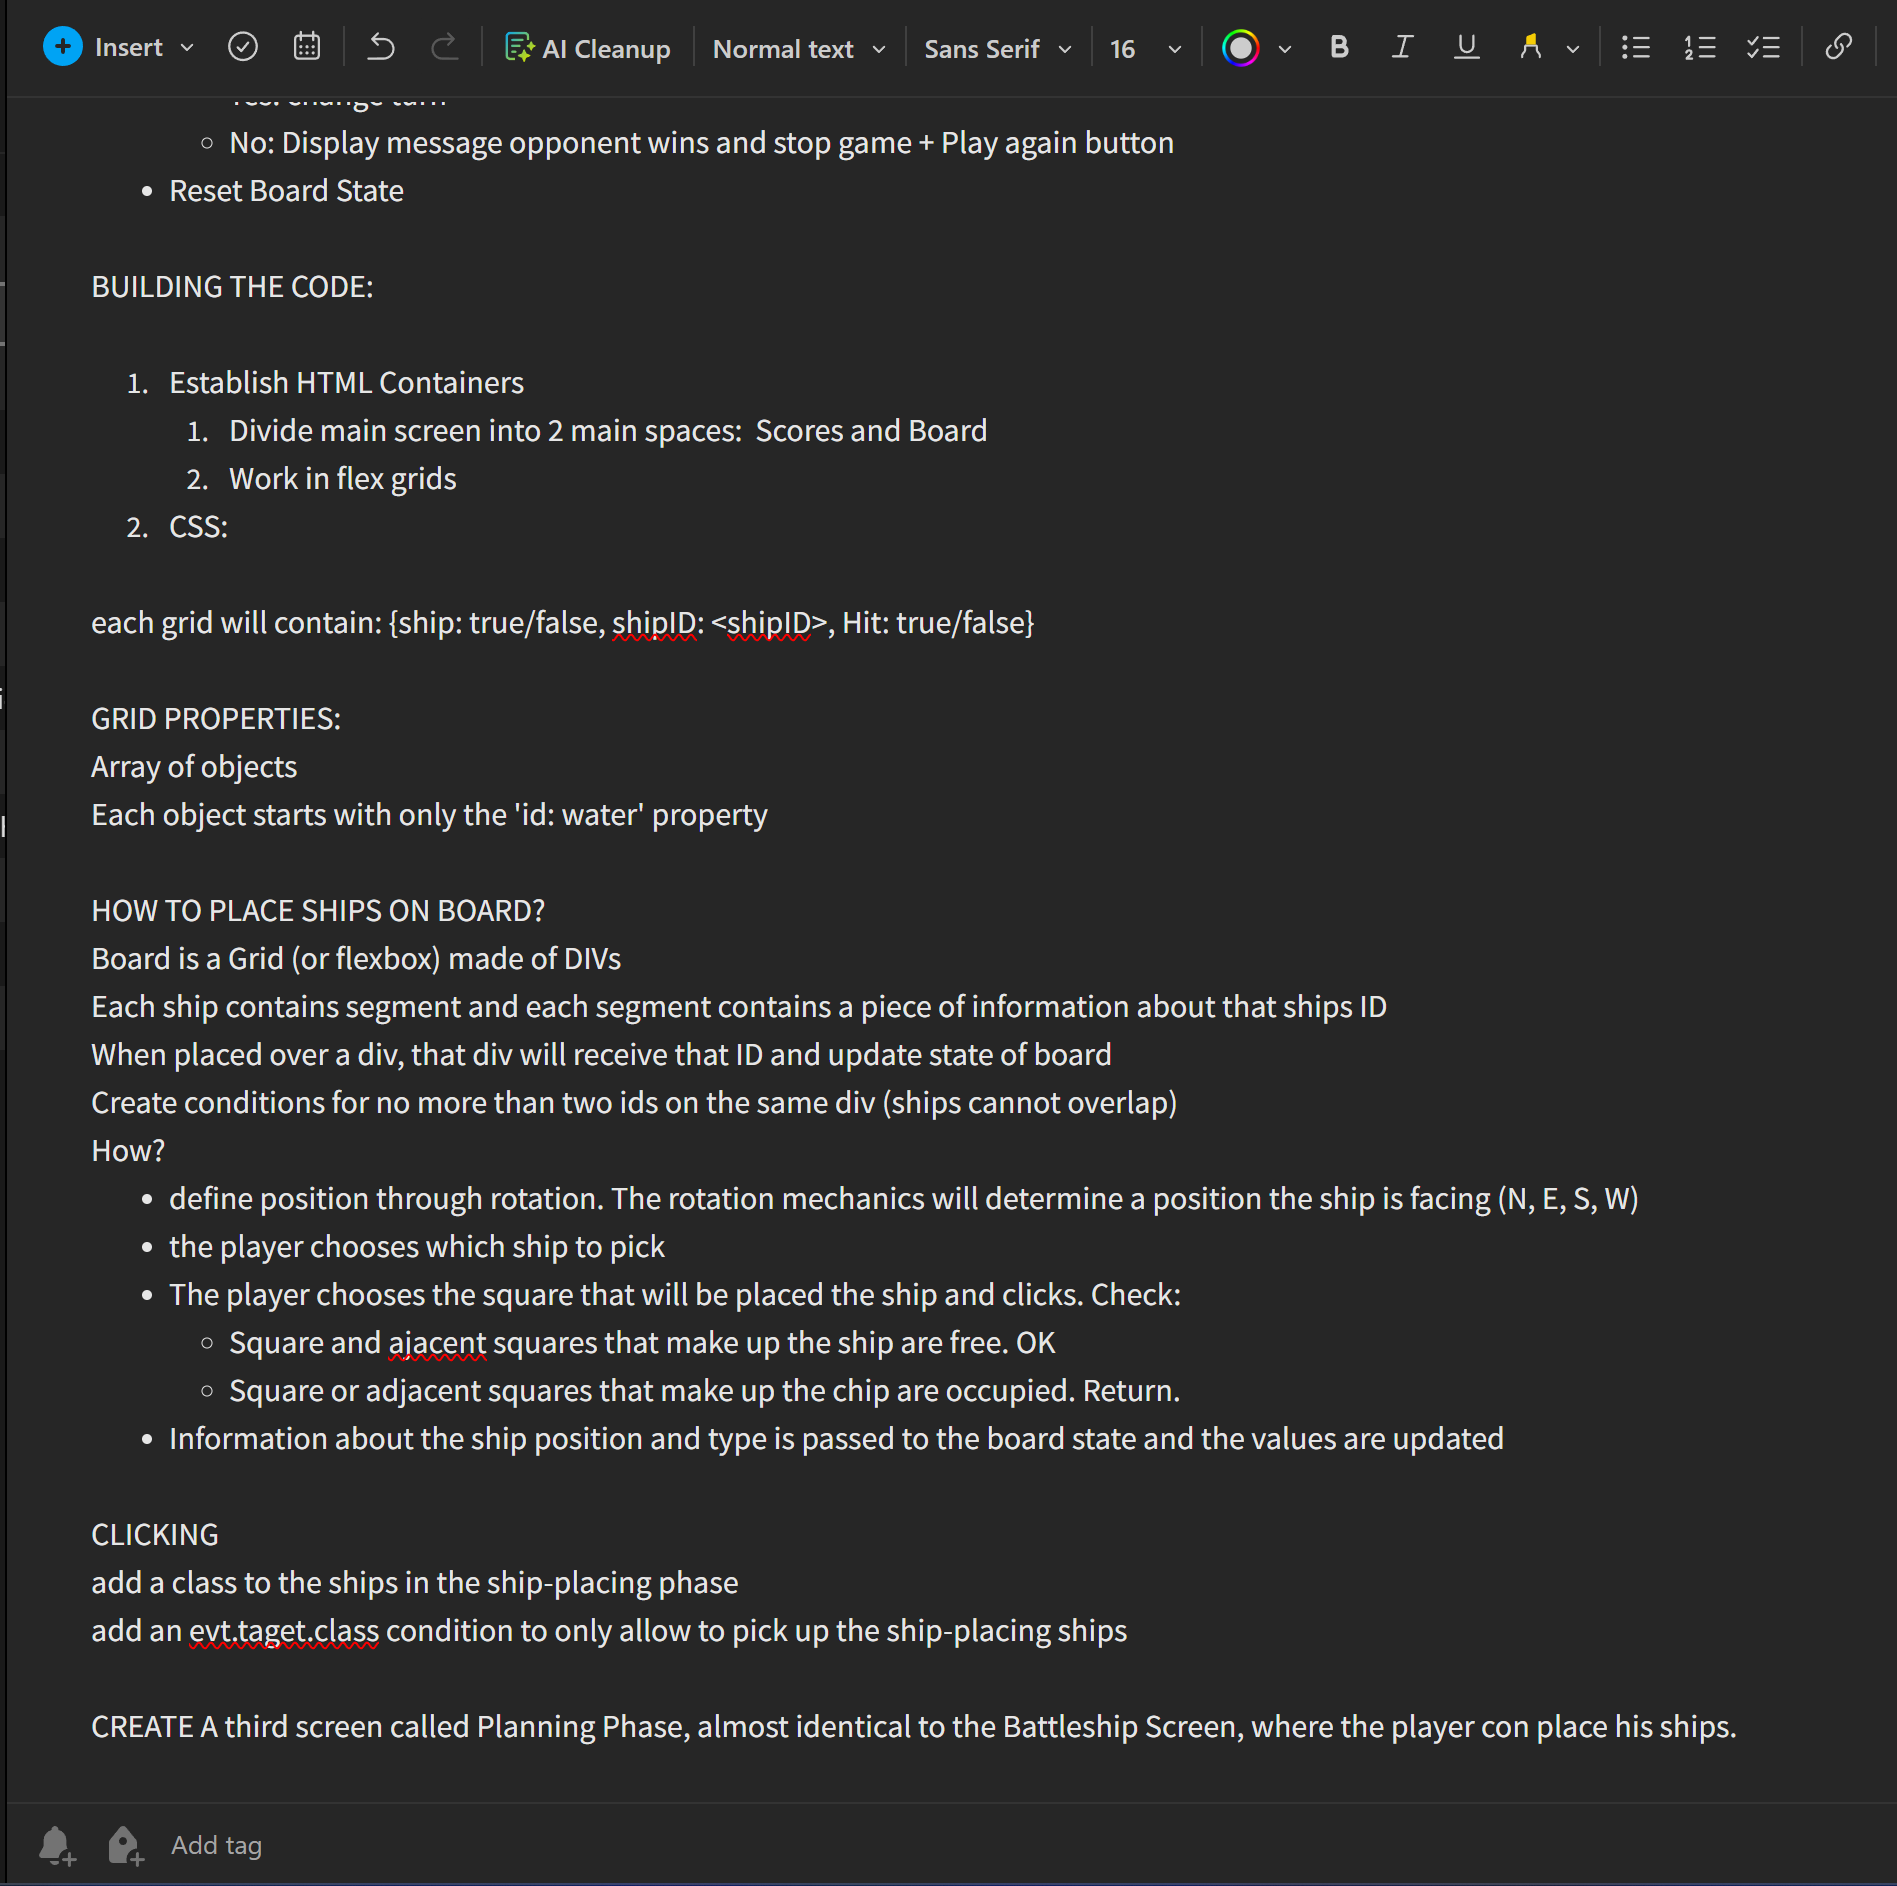 Insert
AI Cleanup
Normal text
Sans Serif
16
B
I
U
Yes: change turn
No: Display message opponent wins and stop game + Play again button
Reset Board State
BUILDING THE CODE:
1. Establish HTML Containers
1. Divide main screen into 2 main spaces:  Scores and Board
2. Work in flex grids
2. CSS:
each grid will contain: {ship: true/false, shipID: <shipID>, Hit: true/false}
GRID PROPERTIES:
Array of objects
Each object starts with only the 'id: water' property
HOW TO PLACE SHIPS ON BOARD?
Board is a Grid (or flexbox) made of DIVs
Each ship contains segment and each segment contains a piece of information about that ships ID
When placed over a div, that div will receive that ID and update state of board
Create conditions for no more than two ids on the same div (ships cannot overlap)
How?
define position through rotation. The rotation mechanics will determine a position the ship is facing (N, E, S, W)
the player chooses which ship to pick
The player chooses the square that will be placed the ship and clicks. Check:
Square and ajacent squares that make up the ship are free. OK
Square or adjacent squares that make up the chip are occupied. Return.
Information about the ship position and type is passed to the board state and the values are updated
CLICKING
add a class to the ships in the ship-placing phase
add an evt.taget.class condition to only allow to pick up the ship-placing ships
CREATE A third screen called Planning Phase, almost identical to the Battleship Screen, where the player con place his ships.
Add tag